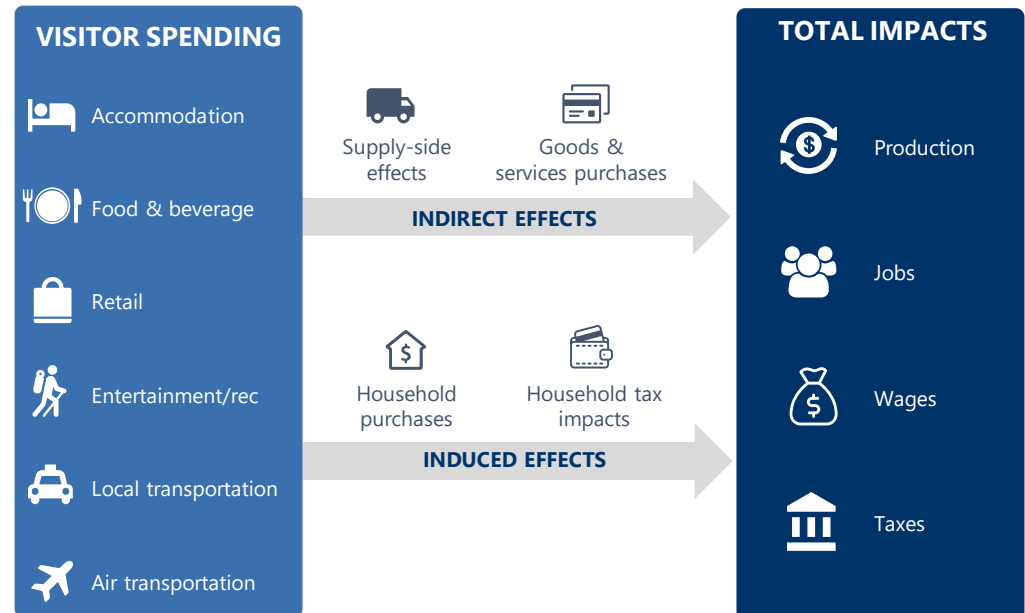 VISITOR SPENDING
Accommodation
Food & beverage
Retail
Entertainment/rec
Local transportation
Air transportation
Supply-side
effects
Goods &
services purchases
INDIRECT EFFECTS
Household
purchases
Household tax
impacts
INDUCED EFFECTS
TOTAL IMPACTS
Production
Jobs
Wages
Taxes